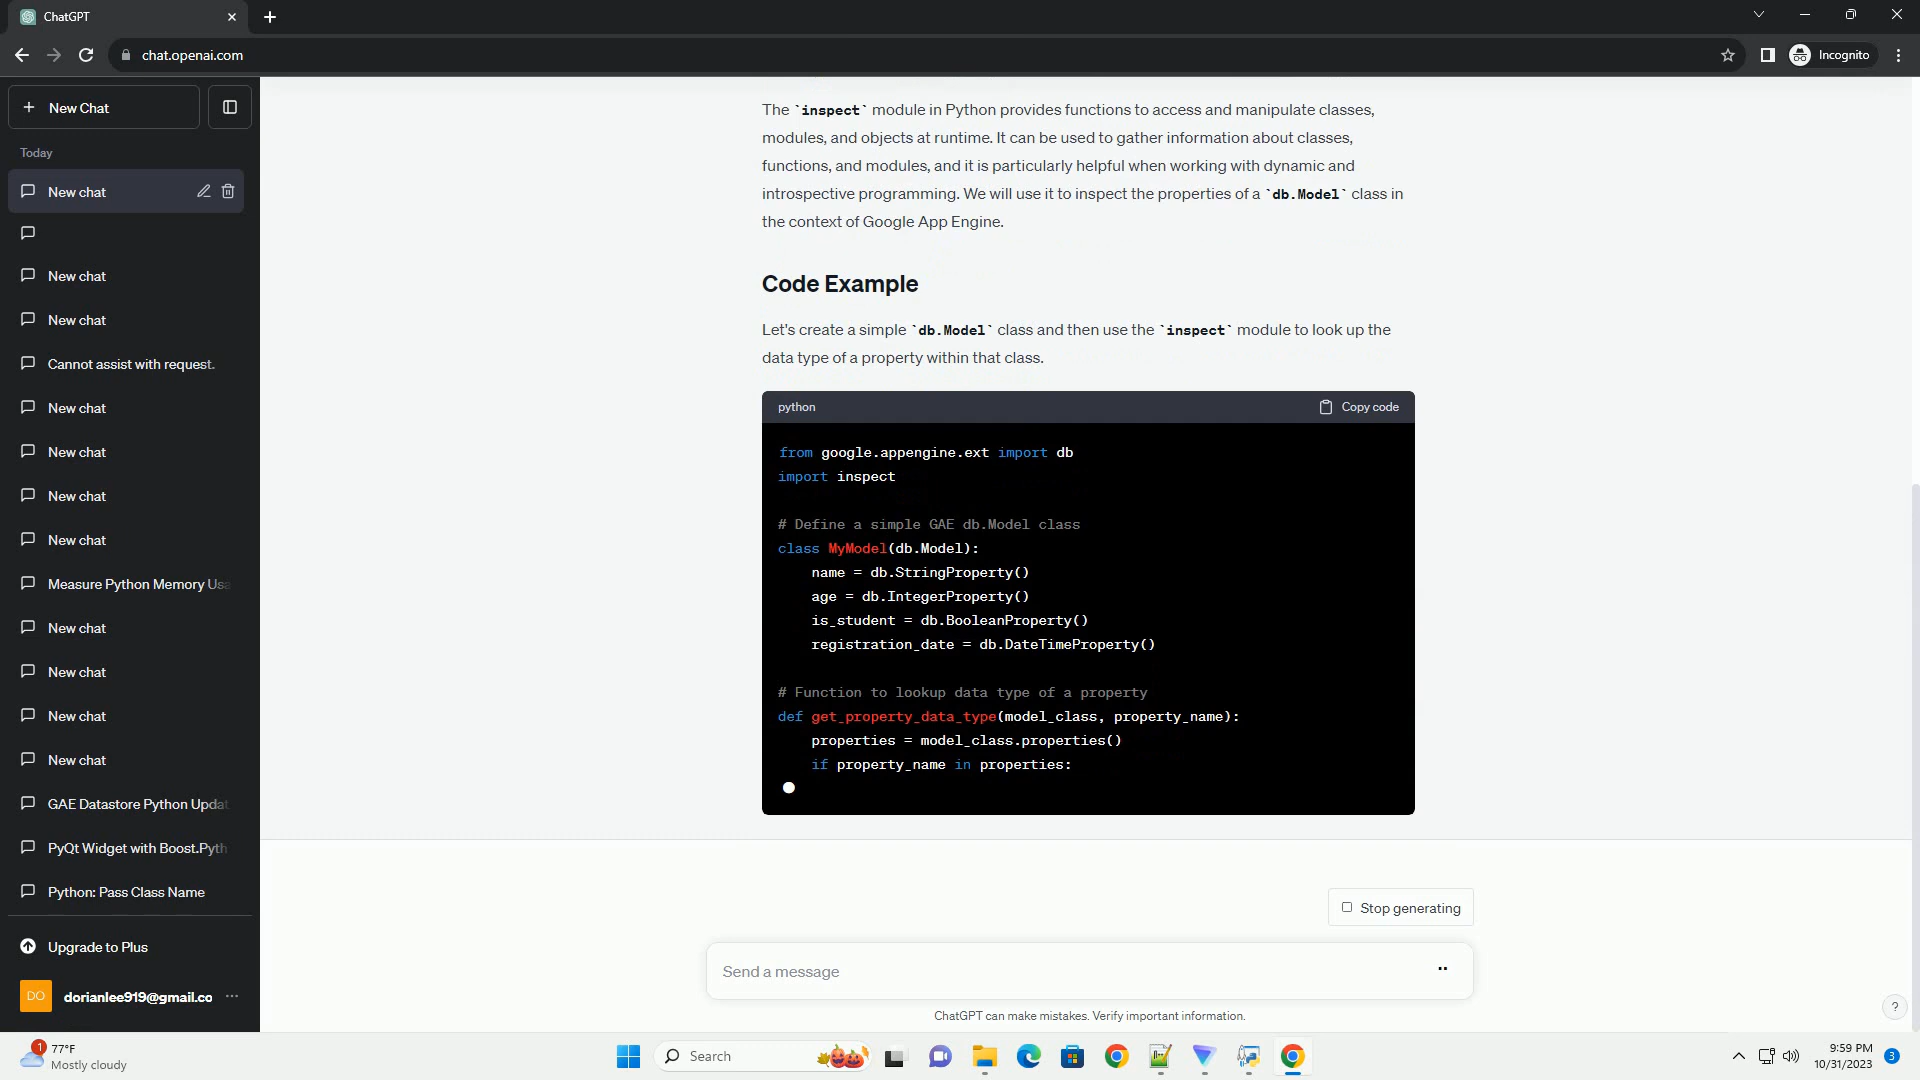 ChatGPT
chat.openai.com
Incognito
New Chat
Today
New chat
New chat
New chat
Cannot assist with request.
New chat
New chat
New chat
New chat
Measure Python Memory Usa
New chat
New chat
New chat
New chat
GAE Datastore Python Updat
PyQt Widget with Boost.Pyth
Python: Pass Class Name
Upgrade to Plus
DO dorianlee919@gmail.co ...
The `inspect` module in Python provides functions to access and manipulate classes,
modules, and objects at runtime. It can be used to gather information about classes,
functions, and modules, and it is particularly helpful when working with dynamic and
introspective programming. We will use it to inspect the properties of a `db.Model` class in
the context of Google App Engine.
Code Example
Let's create a simple `db.Model` class and then use the `inspect` module to look up the
data type of a property within that class.
python Copy code
from google.appengine.ext import db
import inspect
# Define a simple GAE db.Model class
class MyModel(db.Model):
name = db.StringProperty()
age = db.IntegerProperty()
is_student = db.BooleanProperty()
registration_date = db.DateTimeProperty()
# Function to lookup data type of a property
def get_property_data_type(model_class, property_name):
properties = model_class.properties()
if property_name in properties:
Stop generating
Send a message
ChatGPT can make mistakes. Verify important information.
?
1 77°F
Mostly cloudy
Search
9:59 PM
10/31/2023
3